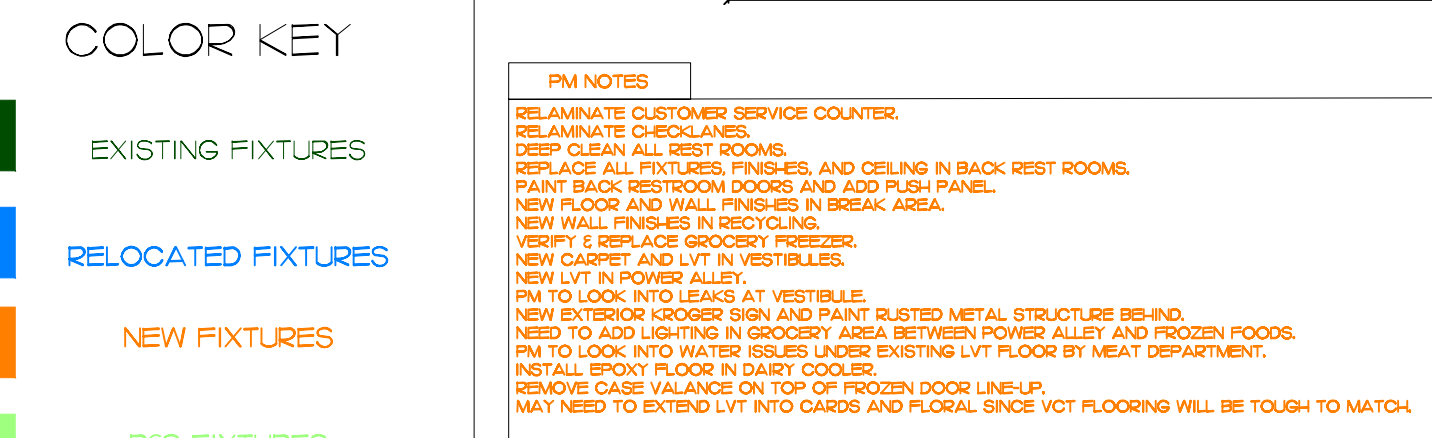 COLOR KEY
EXISTING FIXTURES
RELOCATED FIXTURES
NEW FIXTURES
FIXTURES
PM NOTES
RELAMINATE CUSTOMER SERVICE COUNTER.
RELAMINATE CHECKLANES.
DEEP CLEAN ALL REST ROOMS.
REPLACE ALL FIXTURES, FINISHES, AND CEILING IN BACK REST ROOMS.
PAINT BACK RESTROOM DOORS AND ADD PUSH PANEL.
NEW FLOOR AND WALL FINISHES IN BREAK AREA.
NEW WALL FINISHES IN RECYCLING.
VERIFY & REPLACE GROCERY FREEZER.
NEW CARPET AND LVT IN VESTIBULES.
NEW LVT IN POWER ALLEY.
PM TO LOOK INTO LEAKS AT VESTIBULE.
NEW EXTERIOR KROGER SIGN AND PAINT RUSTED METAL STRUCTURE BEHIND.
NEED TO ADD LIGHTING IN GROCERY AREA BETWEEN POWER ALLEY AND FROZEN FOODS.
PM TO LOOK INTO WATER ISSUES UNDER EXISTING LVT FLOOR BY MEAT DEPARTMENT.
INSTALL EPOXY FLOOR IN DAIRY COOLER.
REMOVE CASE VALANCE ON TOP OF FROZEN DOOR LINE-UP.
MAY NEED TO EXTEND LVT INTO CARDS AND FLORAL SINCE VCT FLOORING WILL BE TOUGH TO MATCH.